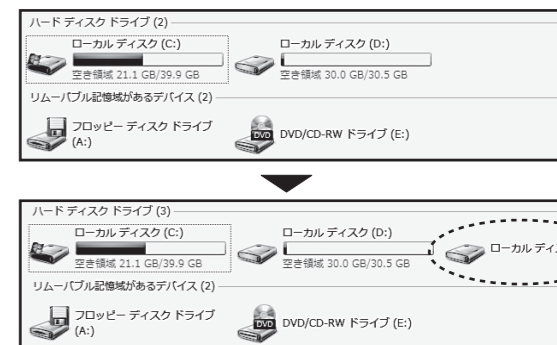 ハード ディスク ドライブ (2)
ローカル ディスク (C:)
空き領域 21.1 GB/39.9 GB
ローカル ディスク (D:)
空き領域 30.0 GB/30.5 GB
リムーバブル記憶域があるデバイス (2)
フロッピー ディスク ドライブ
(A:)
DVD
DVD/CD-RW ドライブ (E:)
ハード ディスク ドライブ (3)
ローカル ディスク (C:)
空き領域 21.1 GB/39.9 GB
ローカル ディスク (D:)
空き領域 30.0 GB/30.5 GB
ローカル ディ
リムーバブル記憶域があるデバイス (2)
フロッピー ディスク ドライブ
(A:)
DVD
DVD/CD-RW ドライブ (E:)